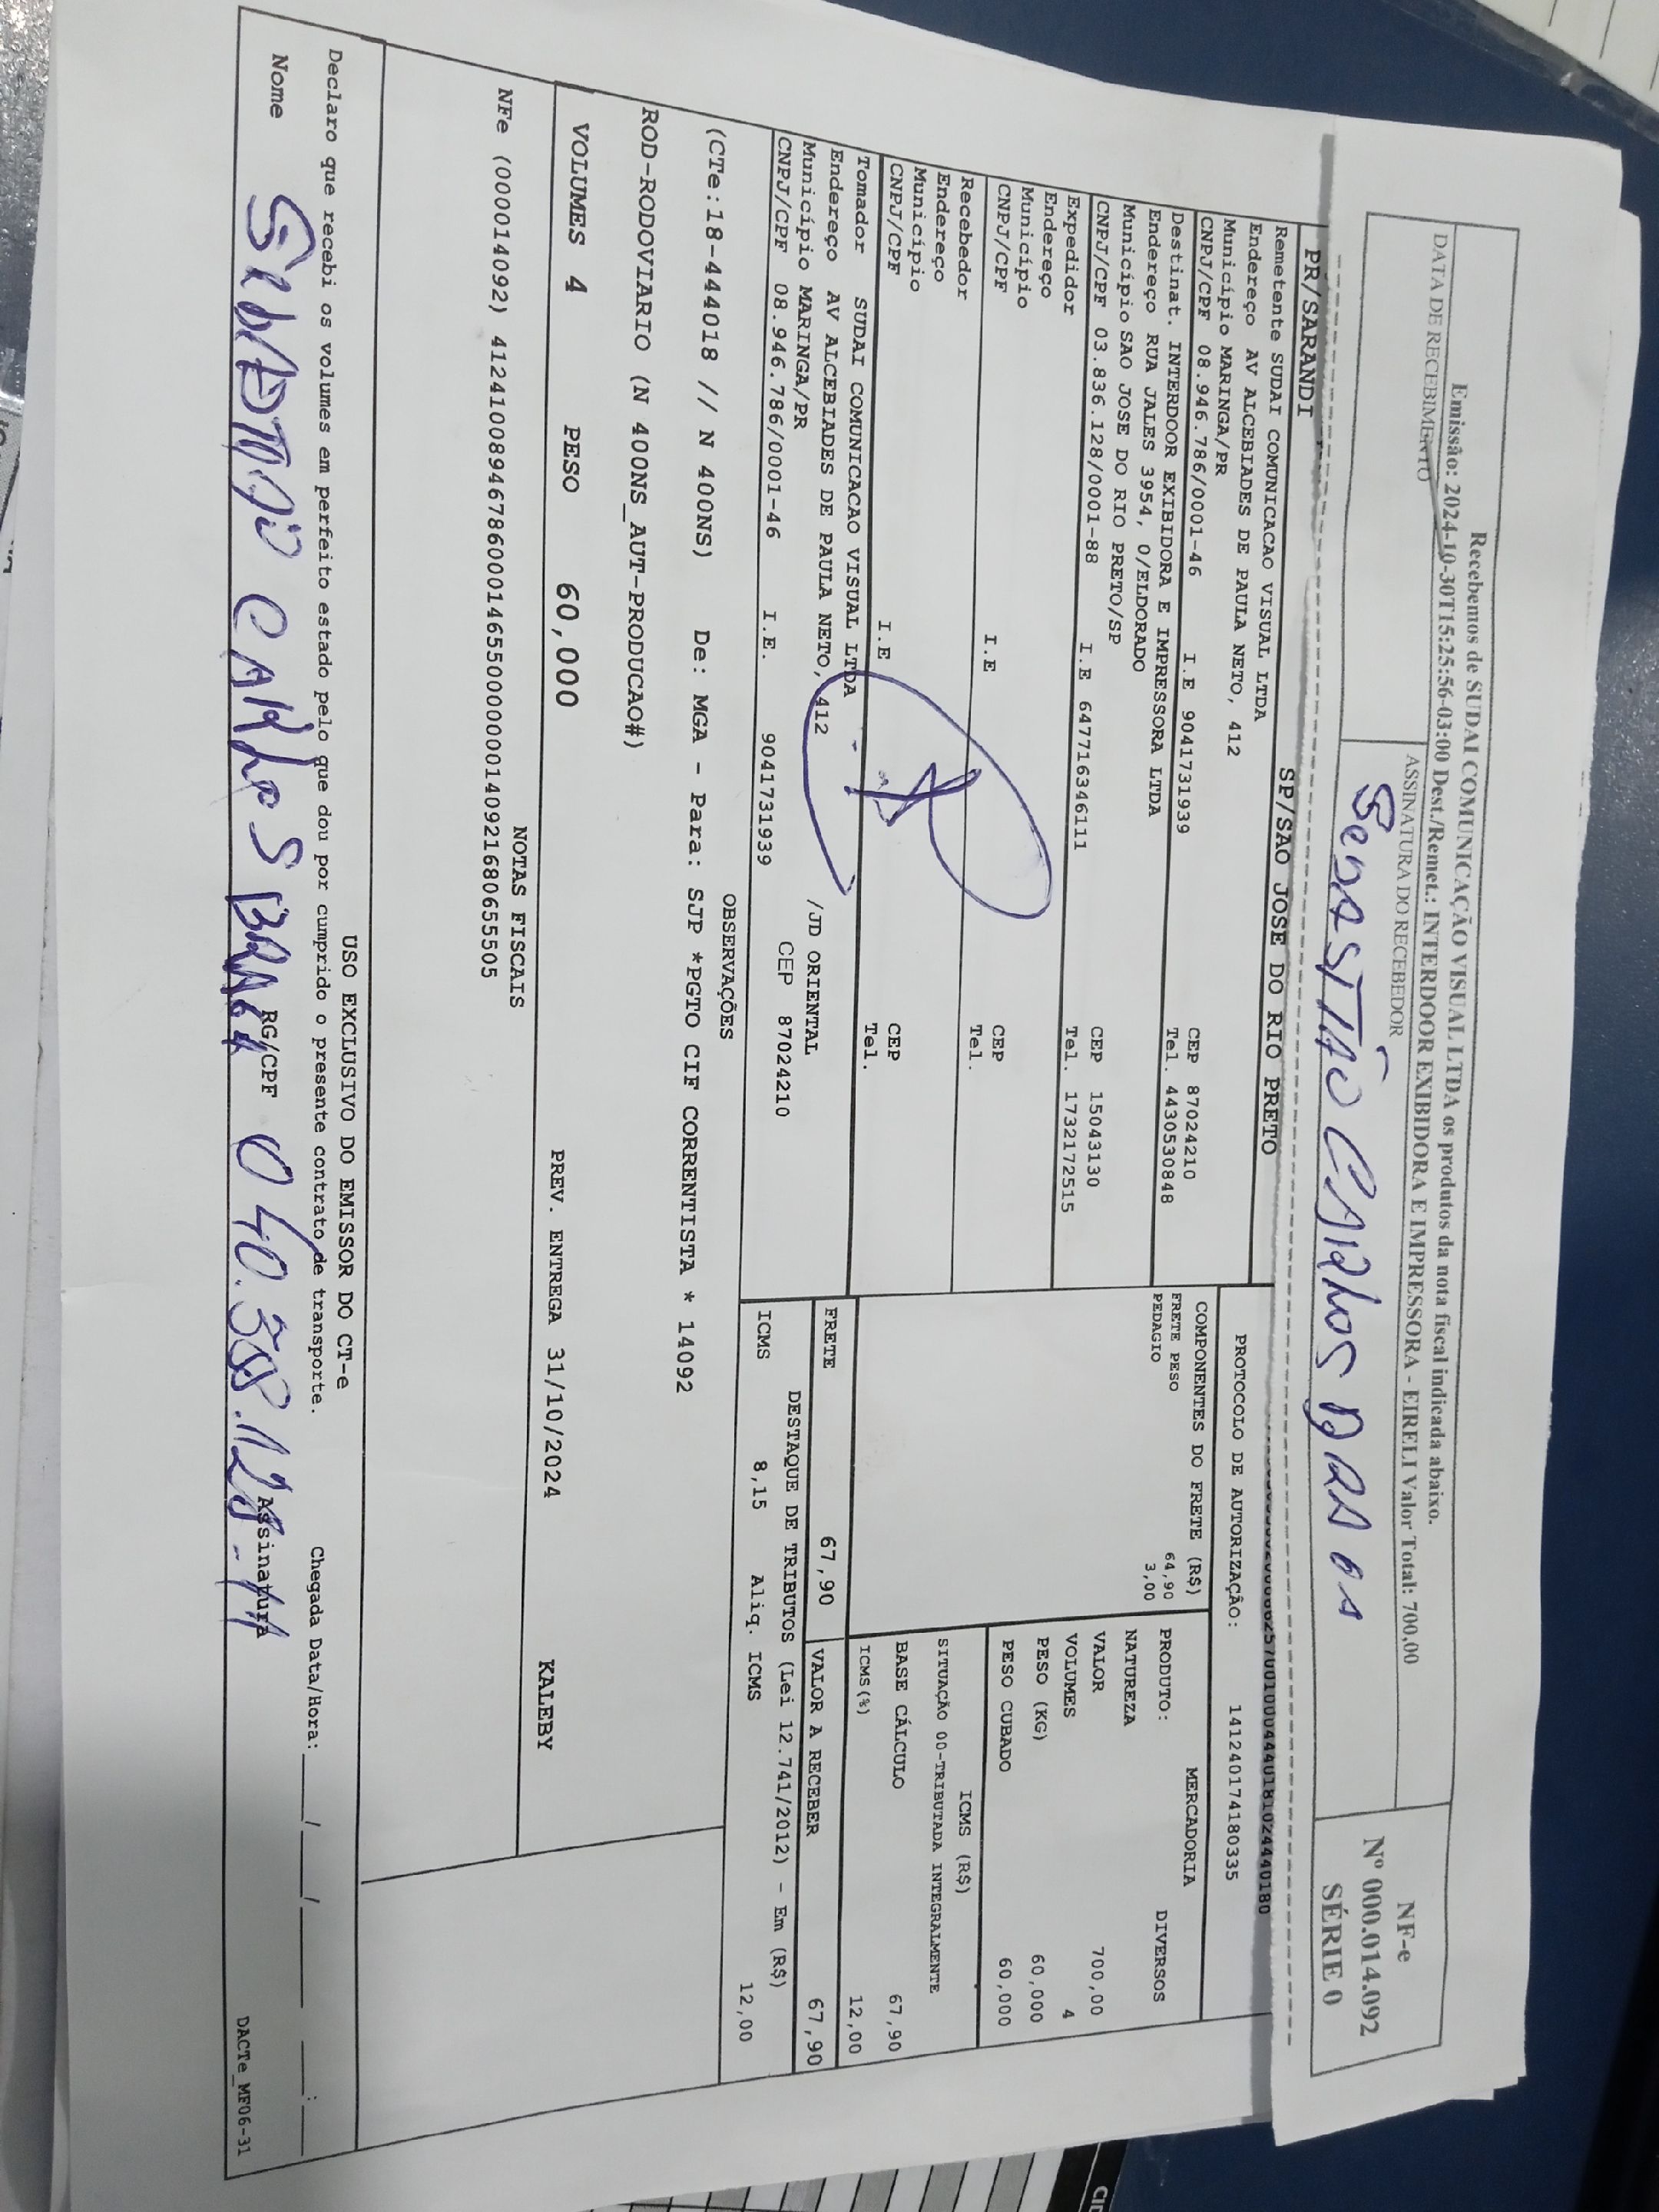 Recebemos de SUDAI COMUNICAÇÃO VISUAL LTDA os produtos da nota fiscal indicada abaixo.
Emissão: 2024-10-30T15:25:56-03:00 Dest./Remet.: INTERDOOR EXIBIDORA E IMPRESSORA - EIRELI Valor Total: 700,00
DATA DE RECEBIMENTO
ASSINATURA DO RECEBEDOR
SebASTIÃO CARLOS
NF-e
Nº 000.014.092
SÉRIE 0
PR/SARANDI SP/SAO JOSE DO RIO PRETO
Remetente SUDAI COMUNICACAO VISUAL LTDA
Endereço AV ALCEBIADES DE PAULA NETO, 412
Município MARINGA/PR CEP 87024210
CNPJ/CPF 08.946.786/0001-46 I.E 9041731939 Tel. 4430530848
Destinat. INTERDOOR EXIBIDORA E IMPRESSORA LTDA
Endereço RUA JALES 3954, 0/ELDORADO
Município SAO JOSE DO RIO PRETO/SP CEP 15043130
CNPJ/CPF 03.836.128/0001-88 I.E 647716346111 Tel. 1732172515
Expedidor
Endereço
Município CEP
CNPJ/CPF I.E Tel.
Recebedor
Endereço
Município CEP
CNPJ/CPF I.E Tel.
Tomador SUDAI COMUNICACAO VISUAL LTDA
Endereço AV ALCEBIADES DE PAULA NETO, 412 /JD ORIENTAL
Município MARINGA/PR CEP 87024210
CNPJ/CPF 08.946.786/0001-46 I.E. 9041731939
PROTOCOLO DE AUTORIZAÇÃO: 141240174180335
COMPONENTES DO FRETE (R$)
FRETE PESO 64,90
PEDAGIO 3,00
PRODUTO: MERCADORIA
NATUREZA DIVERSOS
VALOR 700,00
VOLUMES 4
PESO (KG) 60,000
PESO CUBADO 60,000
ICMS (R$)
SITUAÇÃO 00-TRIBUTADA INTEGRALMENTE
BASE CÁLCULO 67,90
ICMS(%) 12,00
FRETE 67,90 VALOR A RECEBER 67,90
DESTAQUE DE TRIBUTOS (Lei 12.741/2012) - Em (R$)
ICMS 8,15 Aliq. ICMS 12,00
OBSERVAÇÕES
(CTe:18-444018 // N 400NS) De: MGA - Para: SJP *PGTO CIF CORRENTISTA * 14092
ROD-RODOVIARIO (N 400NS_AUT-PRODUCAO#)
VOLUMES 4 PESO 60,000 PREV. ENTREGA 31/10/2024 KALEBY
NOTAS FISCAIS
NFe (000014092) 41241008946786000146550000000140921680655505
USO EXCLUSIVO DO EMISSOR DO CT-e
Declaro que recebi os volumes em perfeito estado pelo que dou por cumprido o presente contrato de transporte. Chegada Data/Hora: ___/___/______ ___:___
Nome CARLOS BRAGA RG/CPF Assinatura
DACTe_MF06-31